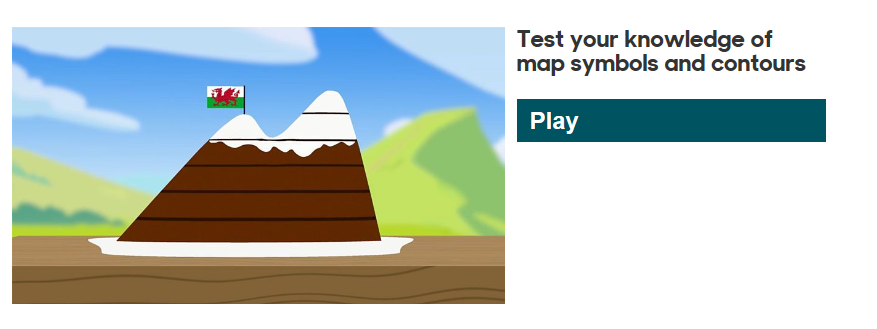 Test your knowledge of
map symbols and contours
Play